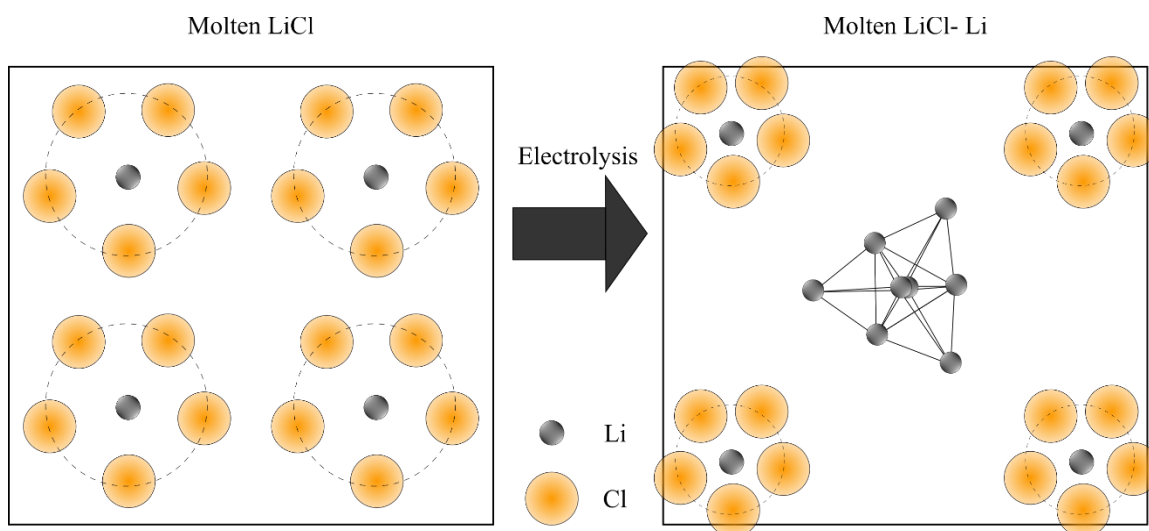 Molten LiCl
Molten LiCl- Li
Electrolysis
Li
Cl